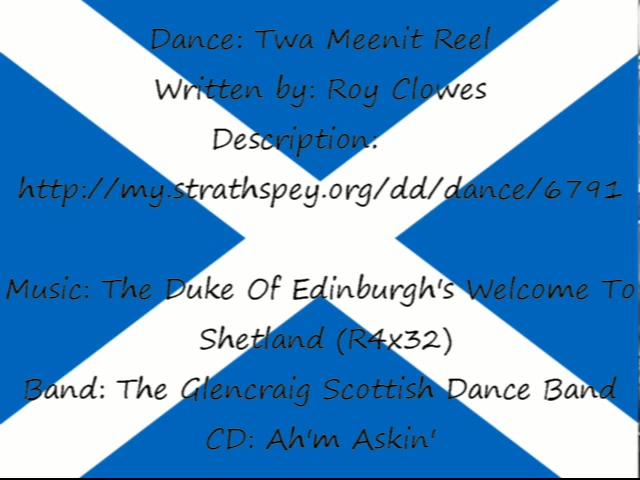 Dance: Twa Meenit Reel
Written by: Roy Clowes
Description:
http://my.strathspey.org/dd/dance/6791
Music: The Duke Of Edinburgh's Welcome To
Shetland (R4x32)
Band: The Glencraig Scottish Dance Band
CD: Ah'm Askin'